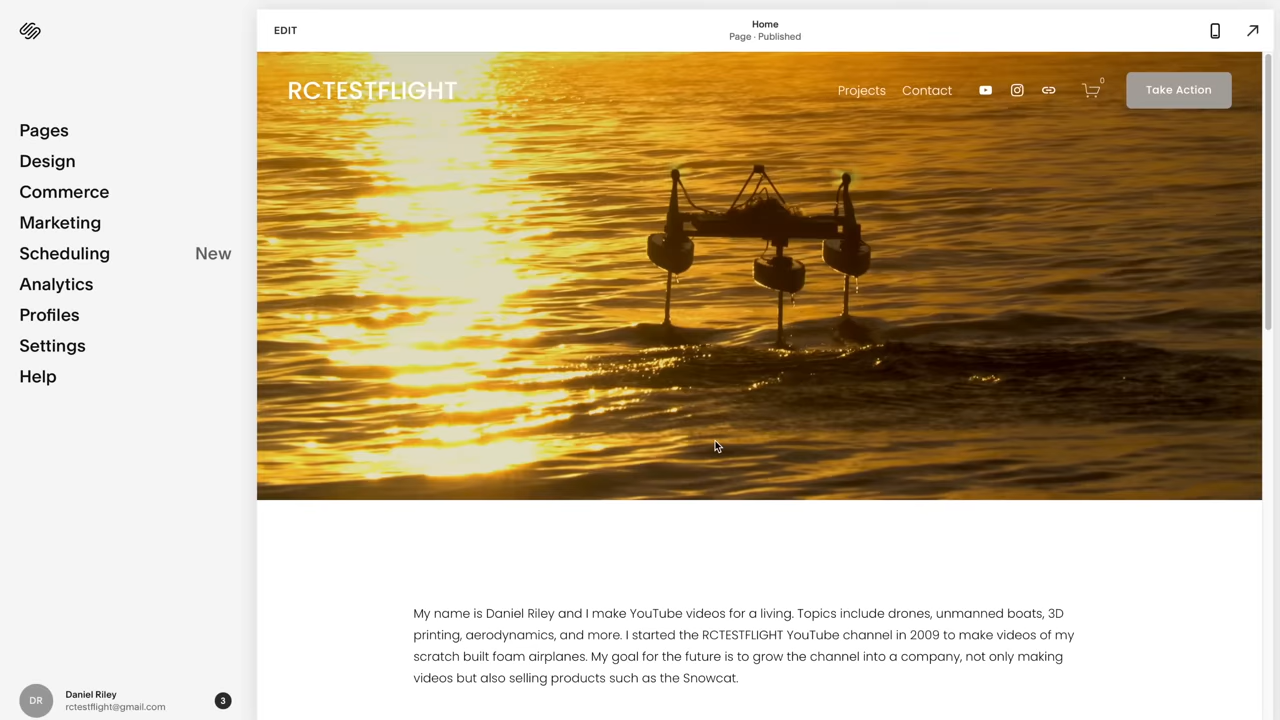 EDIT
Home
Page · Published
RCTESTFLIGHT
Projects Contact
0
Take Action
Pages
Design
Commerce
Marketing
Scheduling New
Analytics
Profiles
Settings
Help
My name is Daniel Riley and I make YouTube videos for a living. Topics include drones, unmanned boats, 3D
printing, aerodynamics, and more. I started the RCTESTFLIGHT YouTube channel in 2009 to make videos of my
scratch built foam airplanes. My goal for the future is to grow the channel into a company, not only making
videos but also selling products such as the Snowcat.
DR
Daniel Riley
rctestflight@gmail.com
3